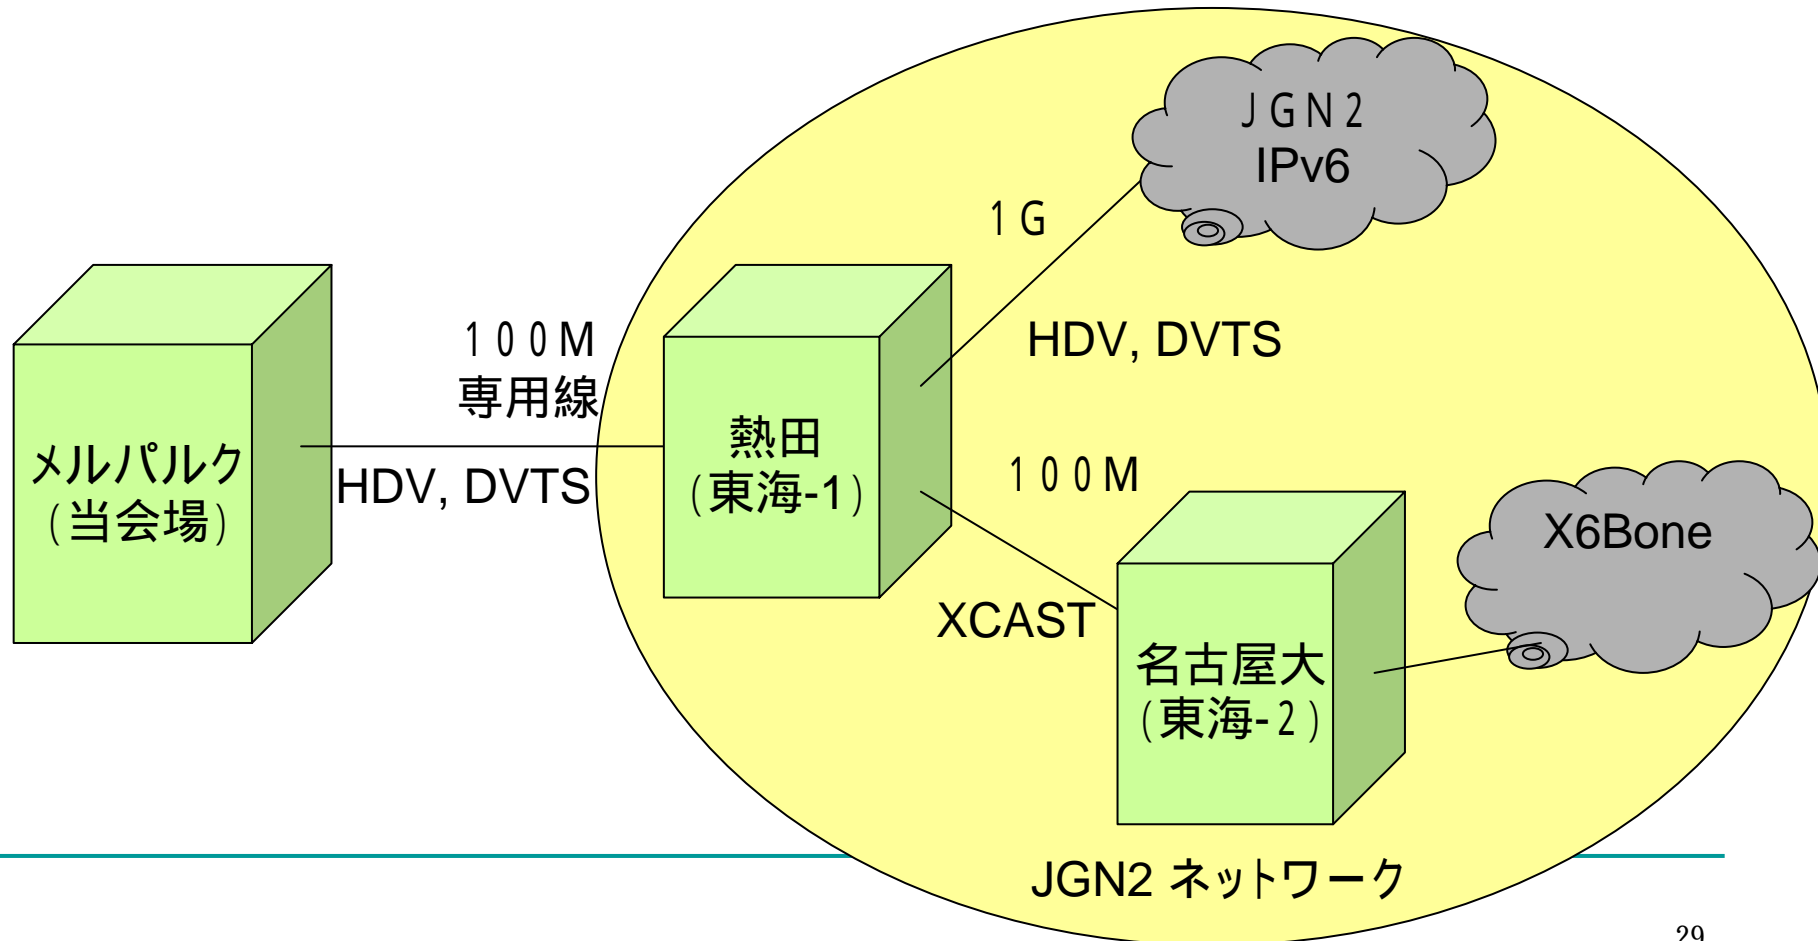 ＪＧＮ２
IPv6
１Ｇ
HDV, DVTS
１００Ｍ
専用線
HDV, DVTS
メルパルク
（当会場）
熱田
（東海-1）
１００Ｍ
XCAST
名古屋大
（東海-２）
X6Bone
JGN2 ネットワーク
29